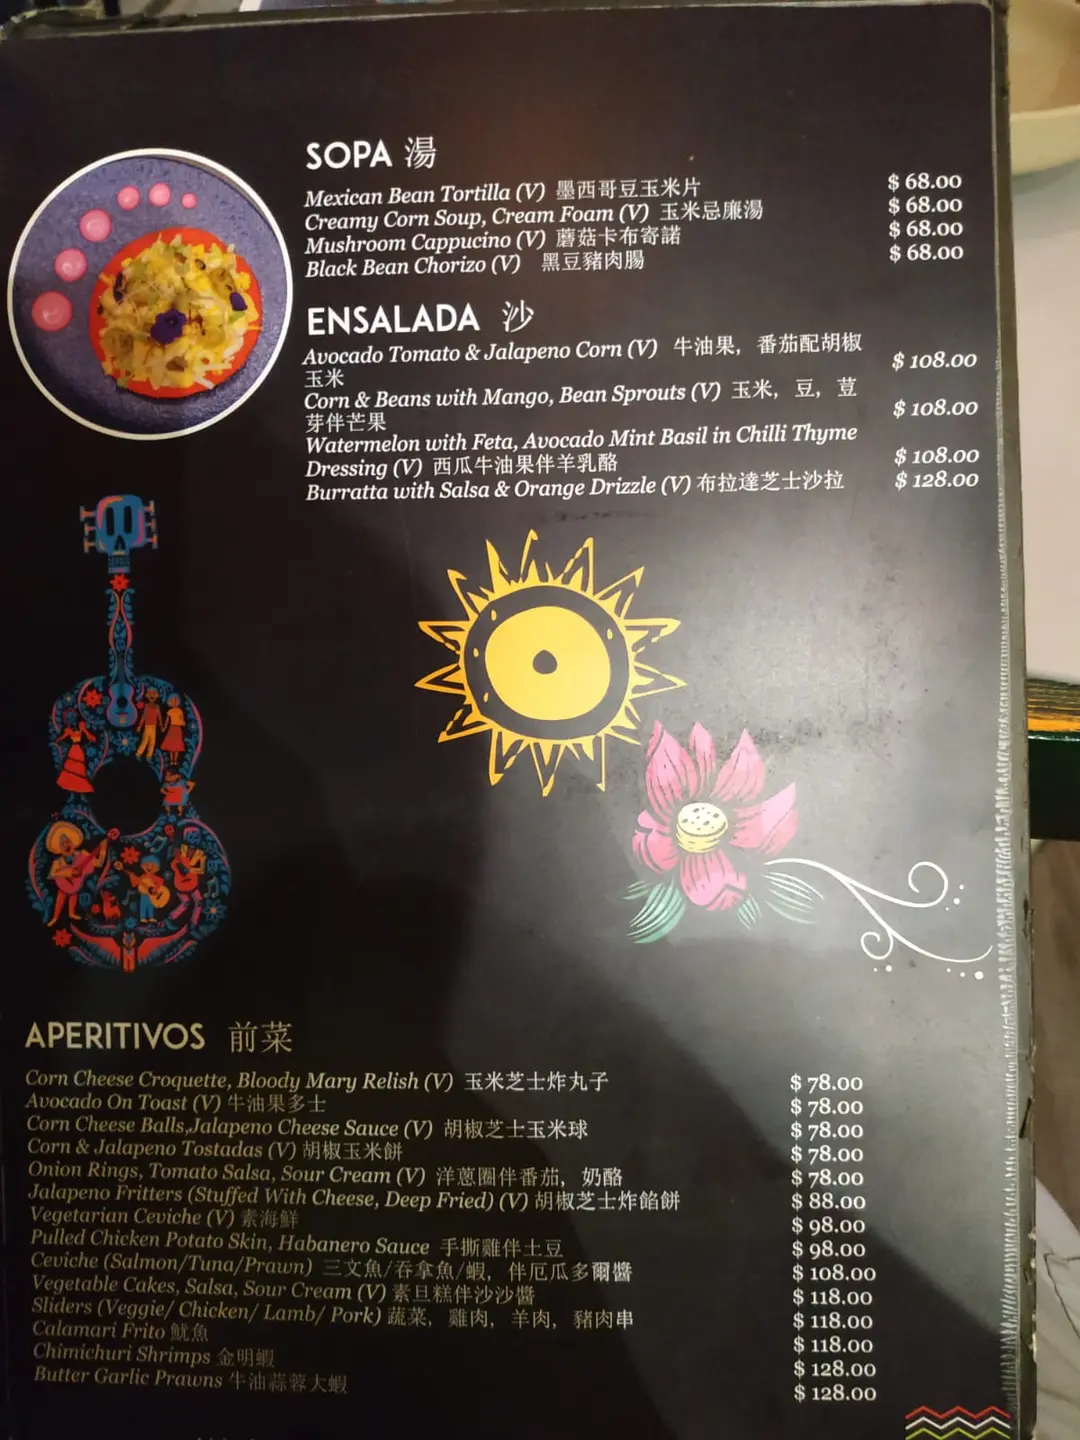 SOPA 湯
Mexican Bean Tortilla (V) 墨西哥豆玉米片 $ 68.00
Creamy Corn Soup, Cream Foam (V) 玉米忌廉湯 $ 68.00
Mushroom Cappucino (V) 蘑菇卡布寄諾 $ 68.00
Black Bean Chorizo (V) 黑豆豬肉腸 $ 68.00
ENSALADA 沙
Avocado Tomato & Jalapeno Corn (V) 牛油果，番茄配胡椒 $ 108.00
玉米
Corn & Beans with Mango, Bean Sprouts (V) 玉米，豆，荳 $ 108.00
芽伴芒果
Watermelon with Feta, Avocado Mint Basil in Chilli Thyme
Dressing (V) 西瓜牛油果伴羊乳酪 $ 108.00
Burratta with Salsa & Orange Drizzle (V) 布拉達芝士沙拉 $ 128.00
APERITIVOS 前菜
Corn Cheese Croquette, Bloody Mary Relish (V) 玉米芝士炸丸子 $ 78.00
Avocado On Toast (V) 牛油果多士 $ 78.00
Corn Cheese Balls,Jalapeno Cheese Sauce (V) 胡椒芝士玉米球 $ 78.00
Corn & Jalapeno Tostadas (V) 胡椒玉米餅 $ 78.00
Onion Rings, Tomato Salsa, Sour Cream (V) 洋蔥圈伴番茄，奶酪 $ 78.00
Jalapeno Fritters (Stuffed With Cheese, Deep Fried) (V) 胡椒芝士炸餡餅 $ 88.00
Vegetarian Ceviche (V) 素海鮮 $ 98.00
Pulled Chicken Potato Skin, Habanero Sauce 手撕雞伴土豆 $ 98.00
Ceviche (Salmon/Tuna/Prawn) 三文魚/吞拿魚/蝦，伴厄瓜多爾醬 $ 108.00
Vegetable Cakes, Salsa, Sour Cream (V) 素旦糕伴沙沙醬 $ 118.00
Sliders (Veggie/ Chicken/ Lamb/ Pork) 蔬菜，雞肉，羊肉，豬肉串 $ 118.00
Calamari Frito 魷魚 $ 118.00
Chimichuri Shrimps 金明蝦 $ 128.00
Butter Garlic Prawns 牛油蒜蓉大蝦 $ 128.00